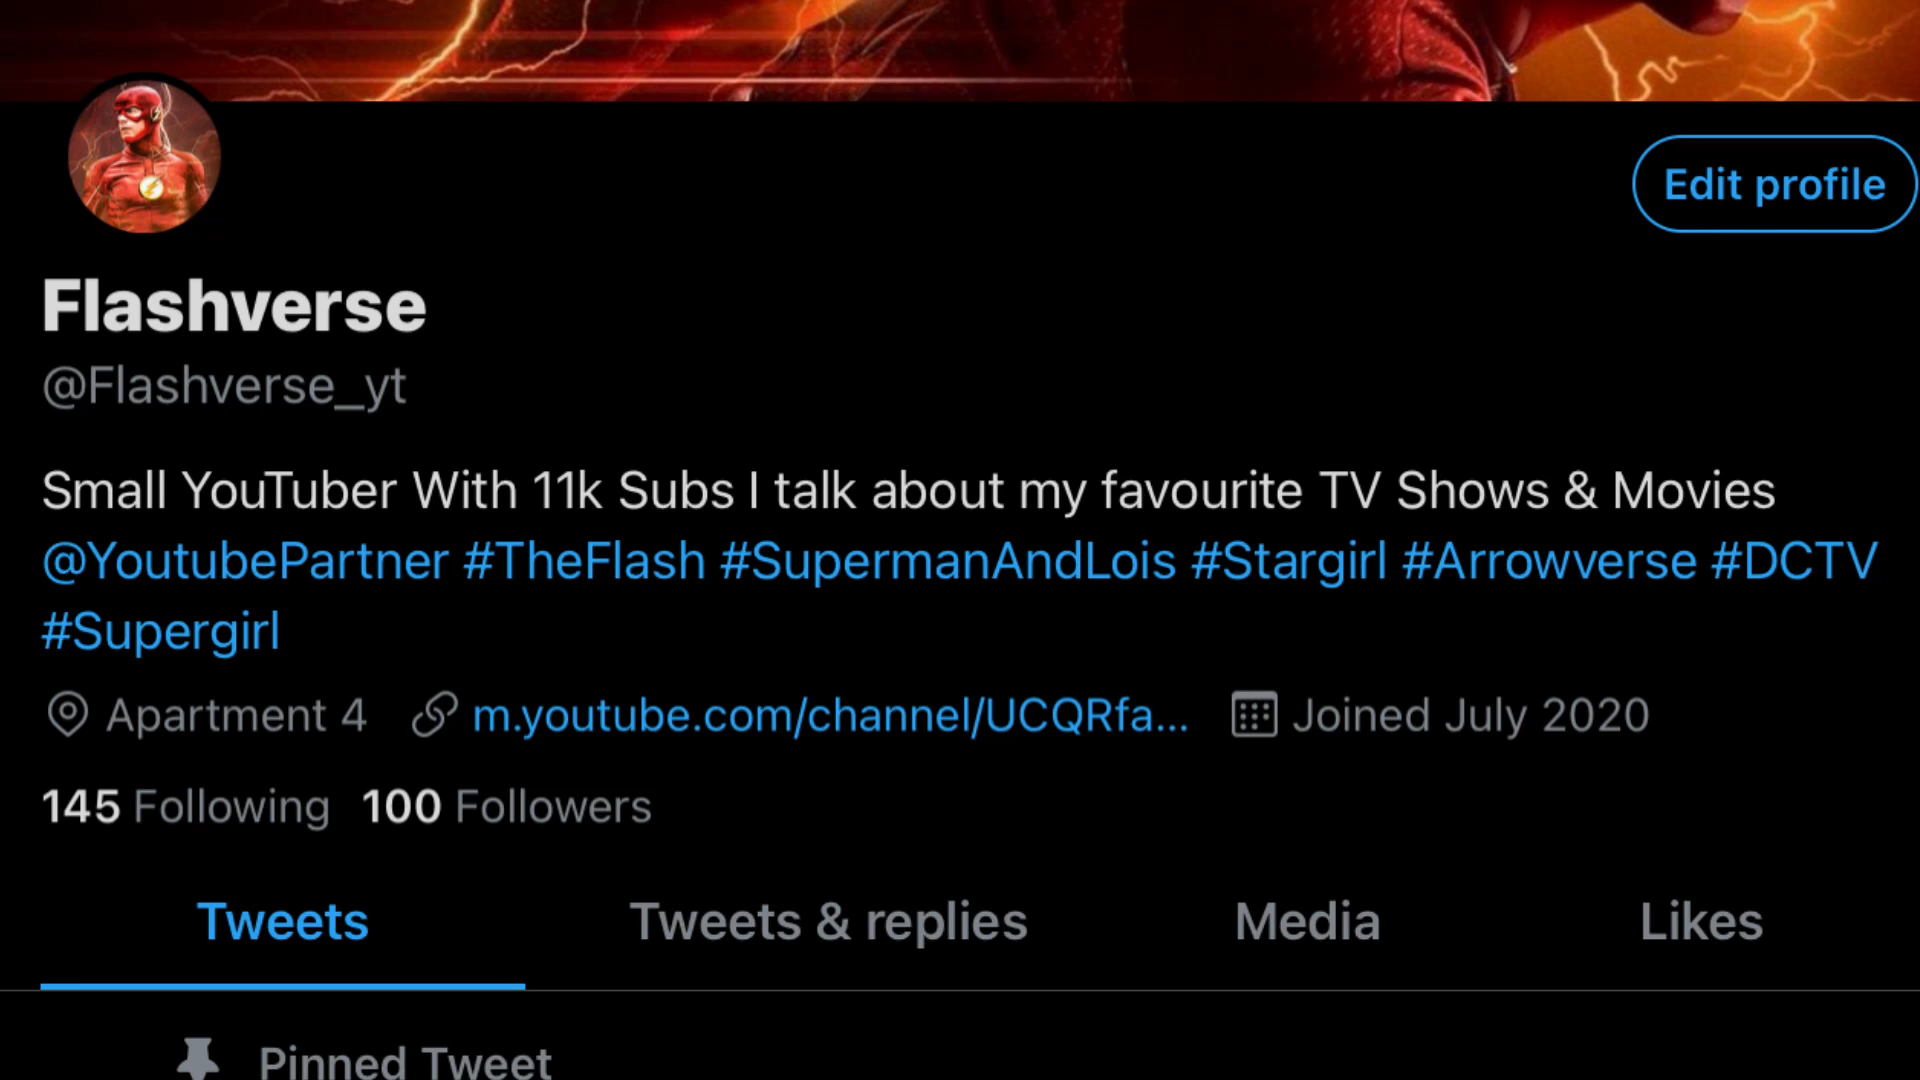 Edit profile
Flashverse
@Flashverse_yt
Small YouTuber With 11k Subs I talk about my favourite TV Shows & Movies
@YoutubePartner #TheFlash #SupermanAndLois #Stargirl #Arrowverse #DCTV
#Supergirl
Apartment 4 m.youtube.com/channel/UCQRfa... Joined July 2020
145 Following 100 Followers
Tweets Tweets & replies Media Likes
Pinned Tweet